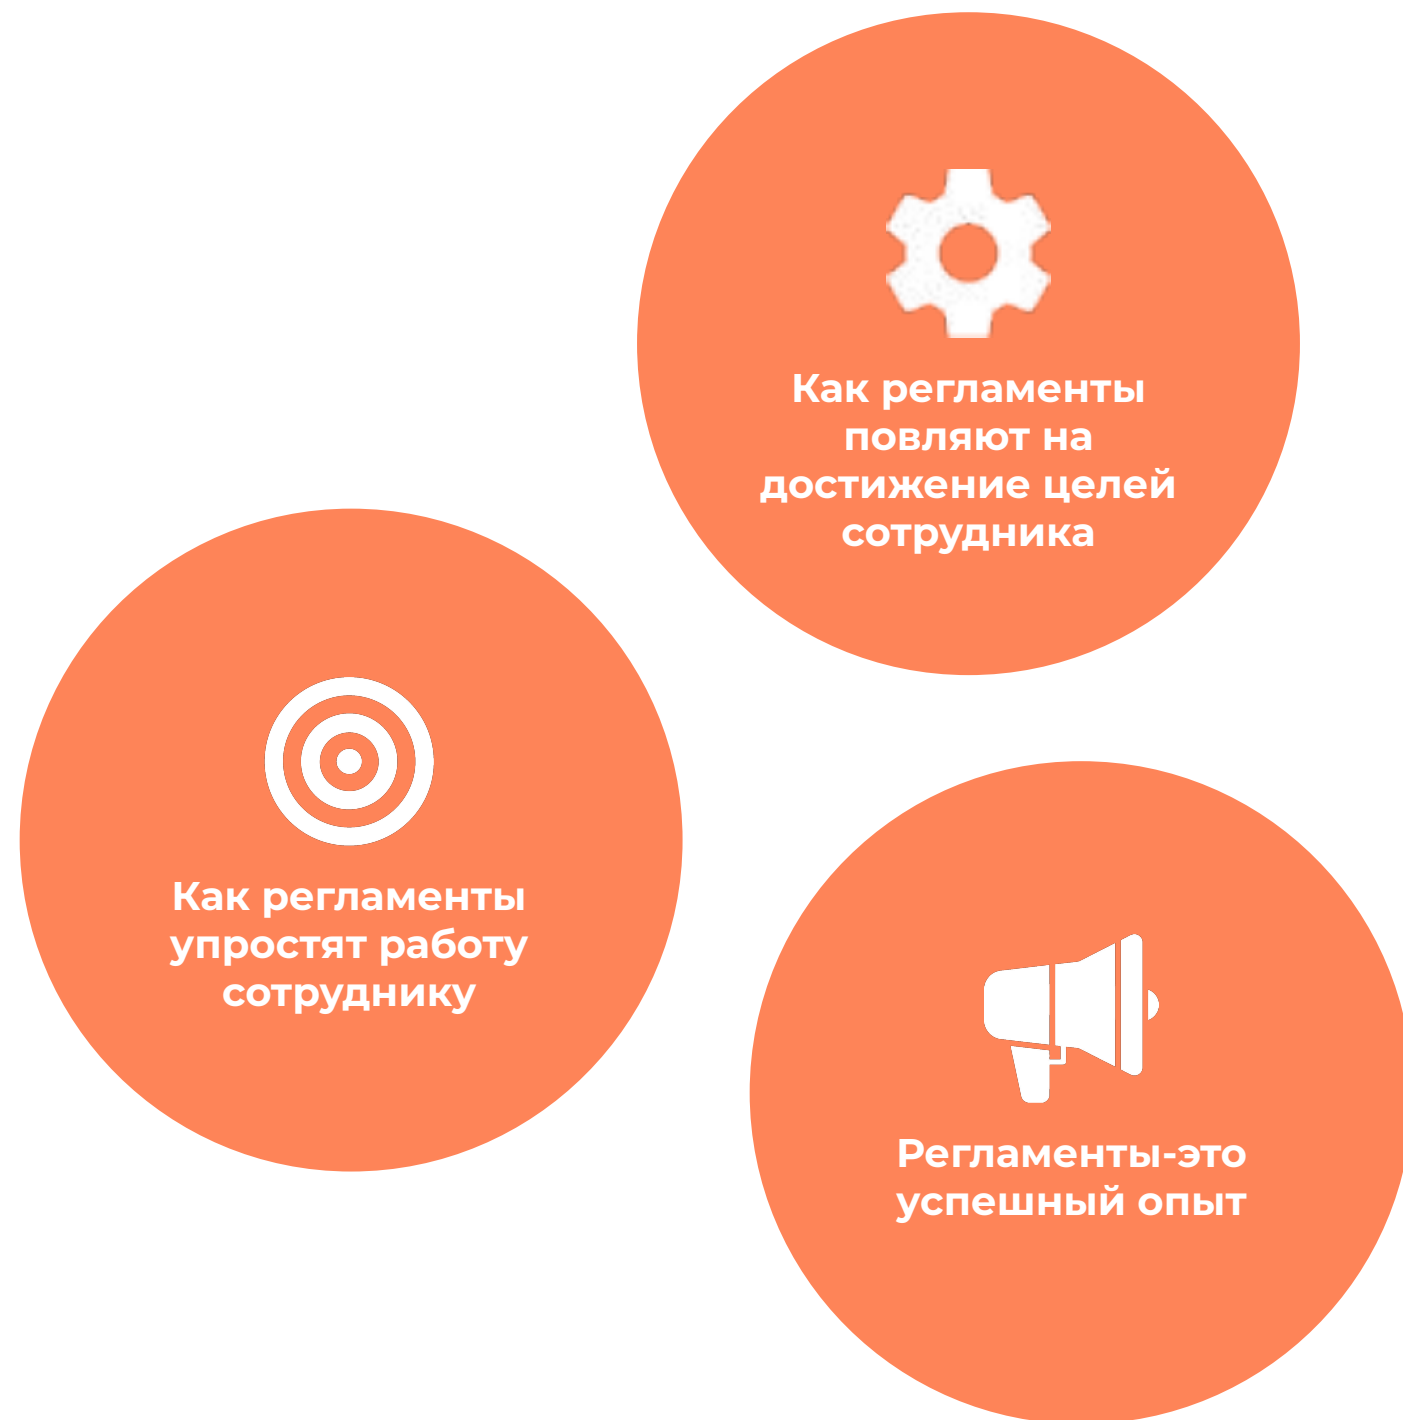 Как регламенты
повляют на
достижение целей
сотрудника
Как регламенты
упростят работу
сотруднику
Регламенты-это
успешный опыт